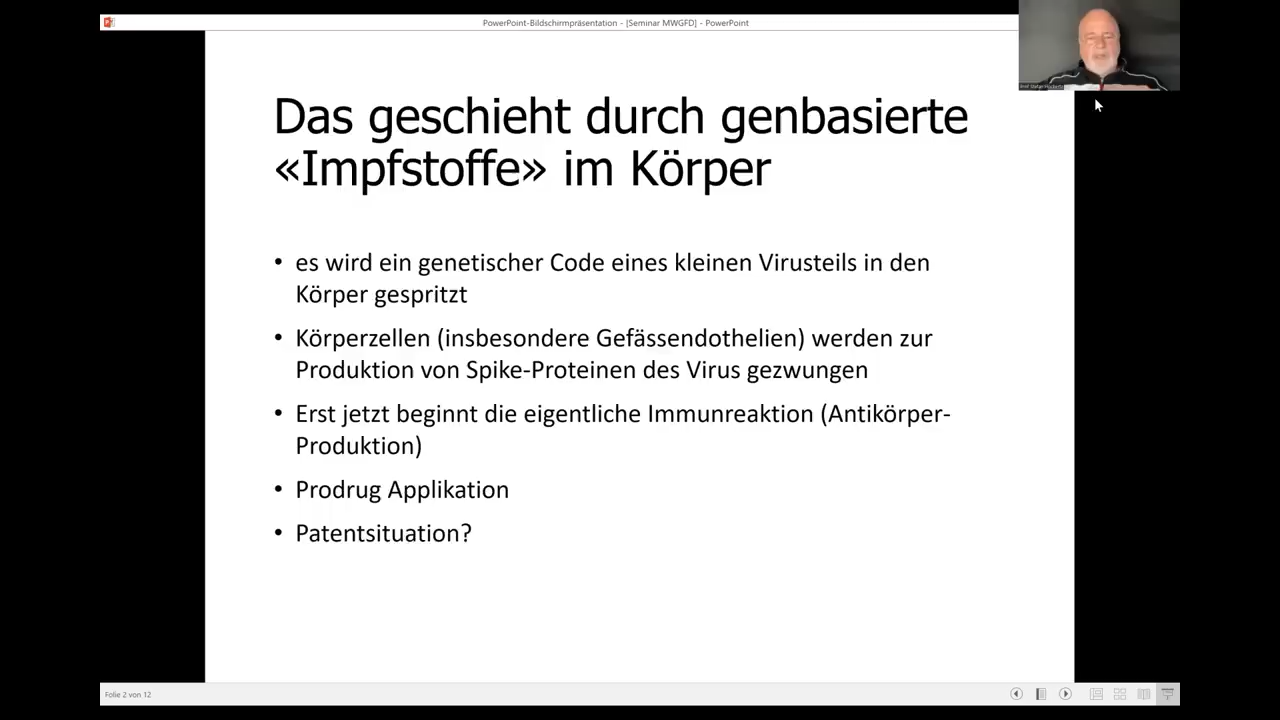 PowerPoint-Bildschirmpräsentation - [Seminar MWGFD] - PowerPoint
Das geschieht durch genbasierte
«Impfstoffe» im Körper
• es wird ein genetischer Code eines kleinen Virusteils in den
Körper gespritzt
• Körperzellen (insbesondere Gefässendothelien) werden zur
Produktion von Spike-Proteinen des Virus gezwungen
• Erst jetzt beginnt die eigentliche Immunreaktion (Antikörper-
Produktion)
• Prodrug Applikation
• Patentsituation?
Folie 2 von 12